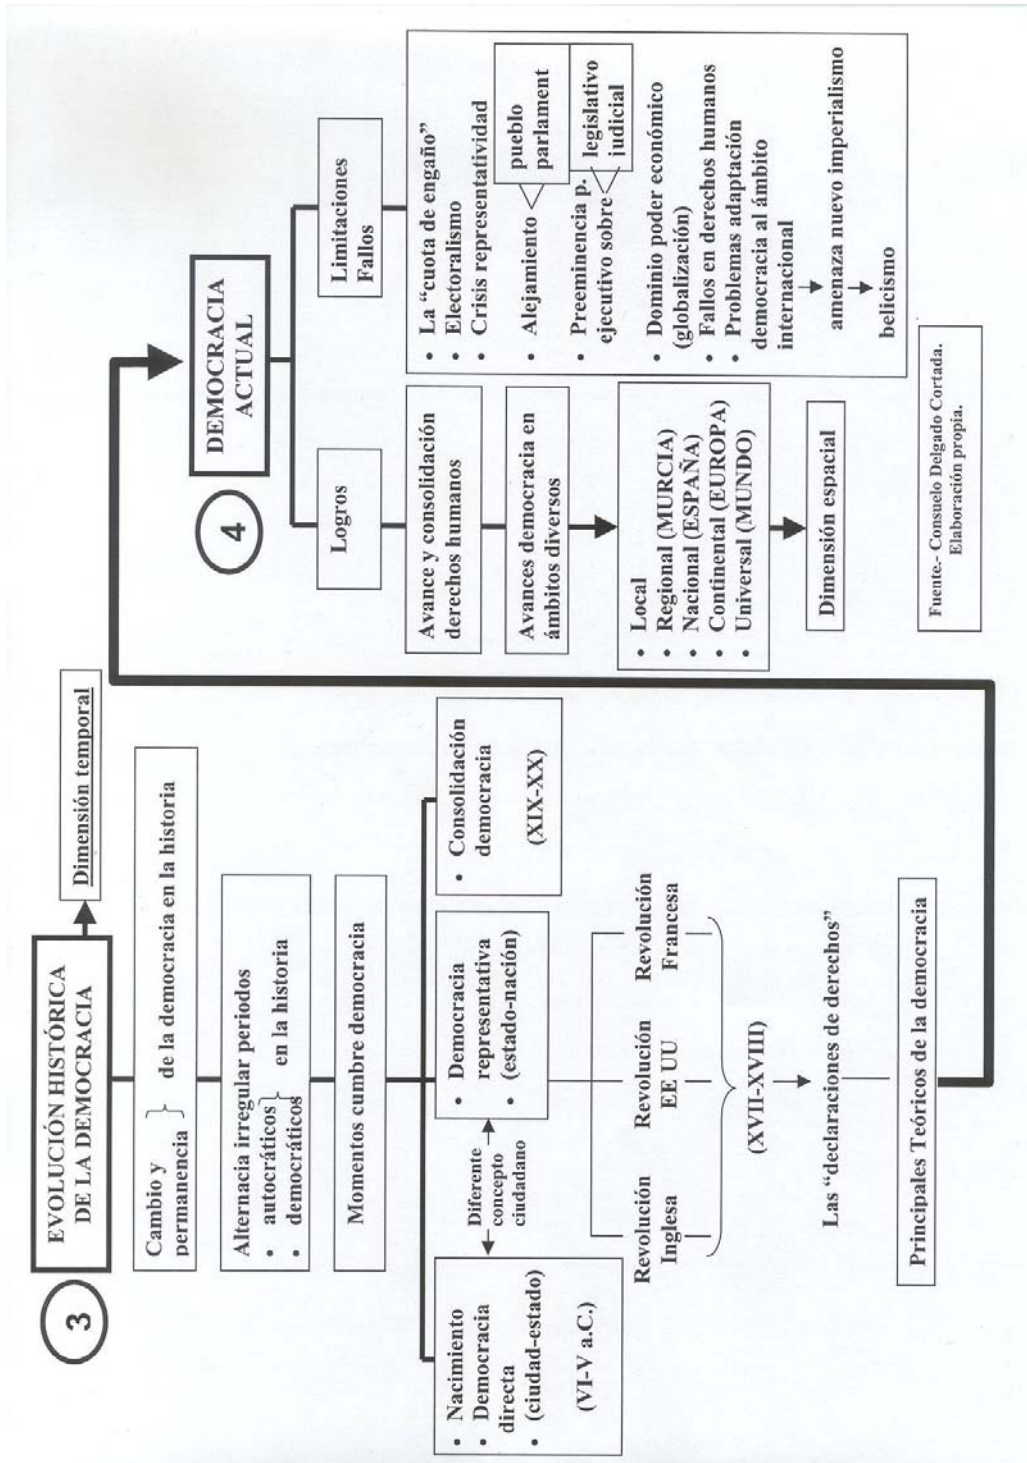 3
EVOLUCIÓN HISTÓRICA
DE LA DEMOCRACIA
Dimensión temporal
Cambio y
permanencia
de la democracia en la historia
Alternacia irregular periodos
• autocráticos
• democráticos
en la historia
Momentos cumbre democracia
• Nacimiento
• Democracia
directa
• (ciudad-estado)
(VI-V a.C.)
Diferente
concepto
ciudadano
• Democracia
representativa
• (estado-nación)
• Consolidación
democracia
(XIX-XX)
Revolución
Inglesa
Revolución
EE UU
Revolución
Francesa
(XVII-XVIII)
Las “declaraciones de derechos”
Principales Teóricos de la democracia
4
DEMOCRACIA
ACTUAL
Logros
Avance y consolidación
derechos humanos
Avances democracia en
ámbitos diversos
• Local
• Regional (MURCIA)
• Nacional (ESPAÑA)
• Continental (EUROPA)
• Universal (MUNDO)
Dimensión espacial
Limitaciones
Fallos
• La “cuota de engaño”
• Electoralismo
• Crisis representatividad
• Alejamiento
pueblo
parlament
• Preeminencia p.
ejecutivo sobre
legislativo
judicial
• Dominio poder económico
(globalización)
• Fallos en derechos humanos
• Problemas adaptación
democracia al ámbito
internacional
amenaza nuevo imperialismo
belicismo
Fuente.- Consuelo Delgado Cortada.
Elaboración propia.